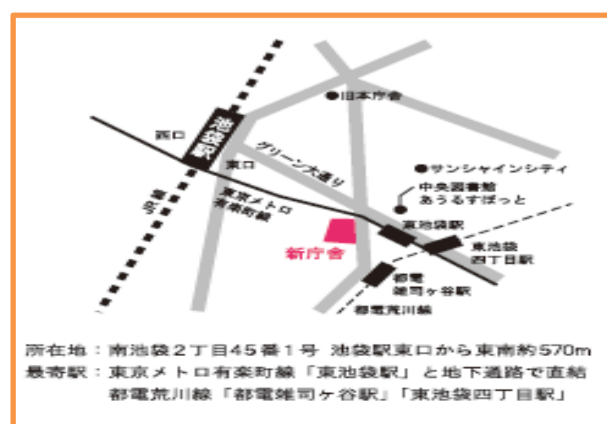 旧本庁舎
池袋駅
西口
東口
グリーン大通り
サンシャインシティ
中央図書館
あうるすぽっと
東京メトロ
有楽町線
東池袋駅
新庁舎
東池袋
四丁目駅
都電
雑司ヶ谷駅
都電荒川線
所在地：南池袋2丁目45番1号 池袋駅東口から東南約570m
最寄駅：東京メトロ有楽町線「東池袋駅」と地下通路で直結
都電荒川線「都電雑司ヶ谷駅」「東池袋四丁目駅」